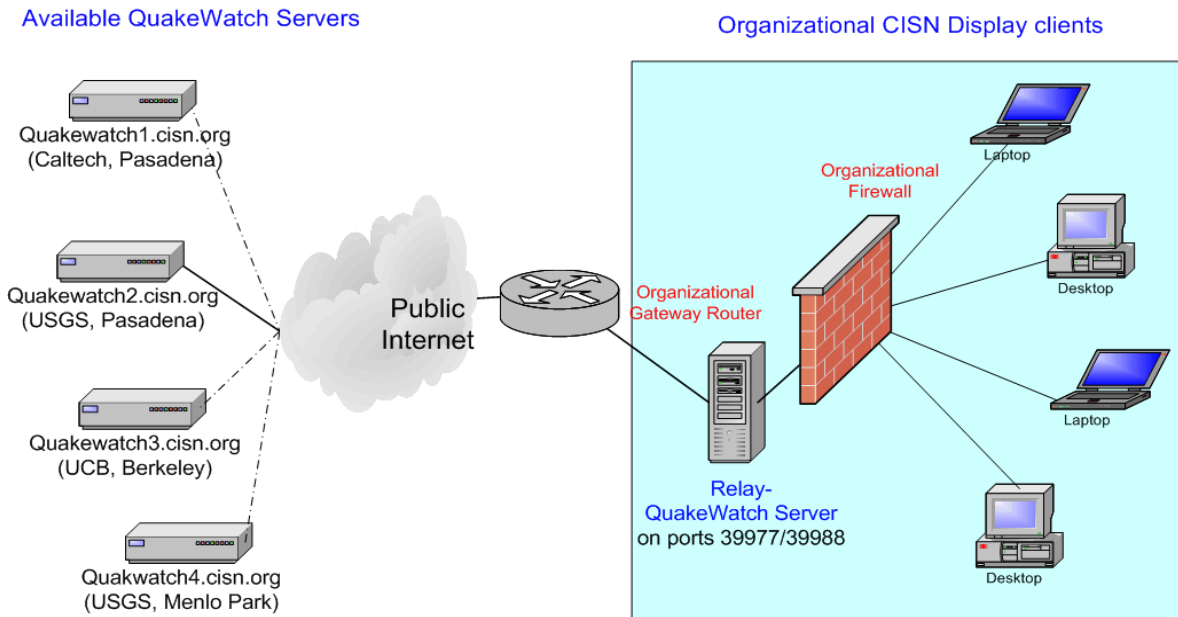 Available QuakeWatch Servers
Organizational CISN Display clients
Quakewatch1.cisn.org
(Caltech, Pasadena)
Quakewatch2.cisn.org
(USGS, Pasadena)
Quakewatch3.cisn.org
(UCB, Berkeley)
Quakwatch4.cisn.org
(USGS, Menlo Park)
Public
Internet
Organizational
Gateway Router
Organizational
Firewall
Relay-
QuakeWatch Server
on ports 39977/39988
Laptop
Desktop
Laptop
Desktop